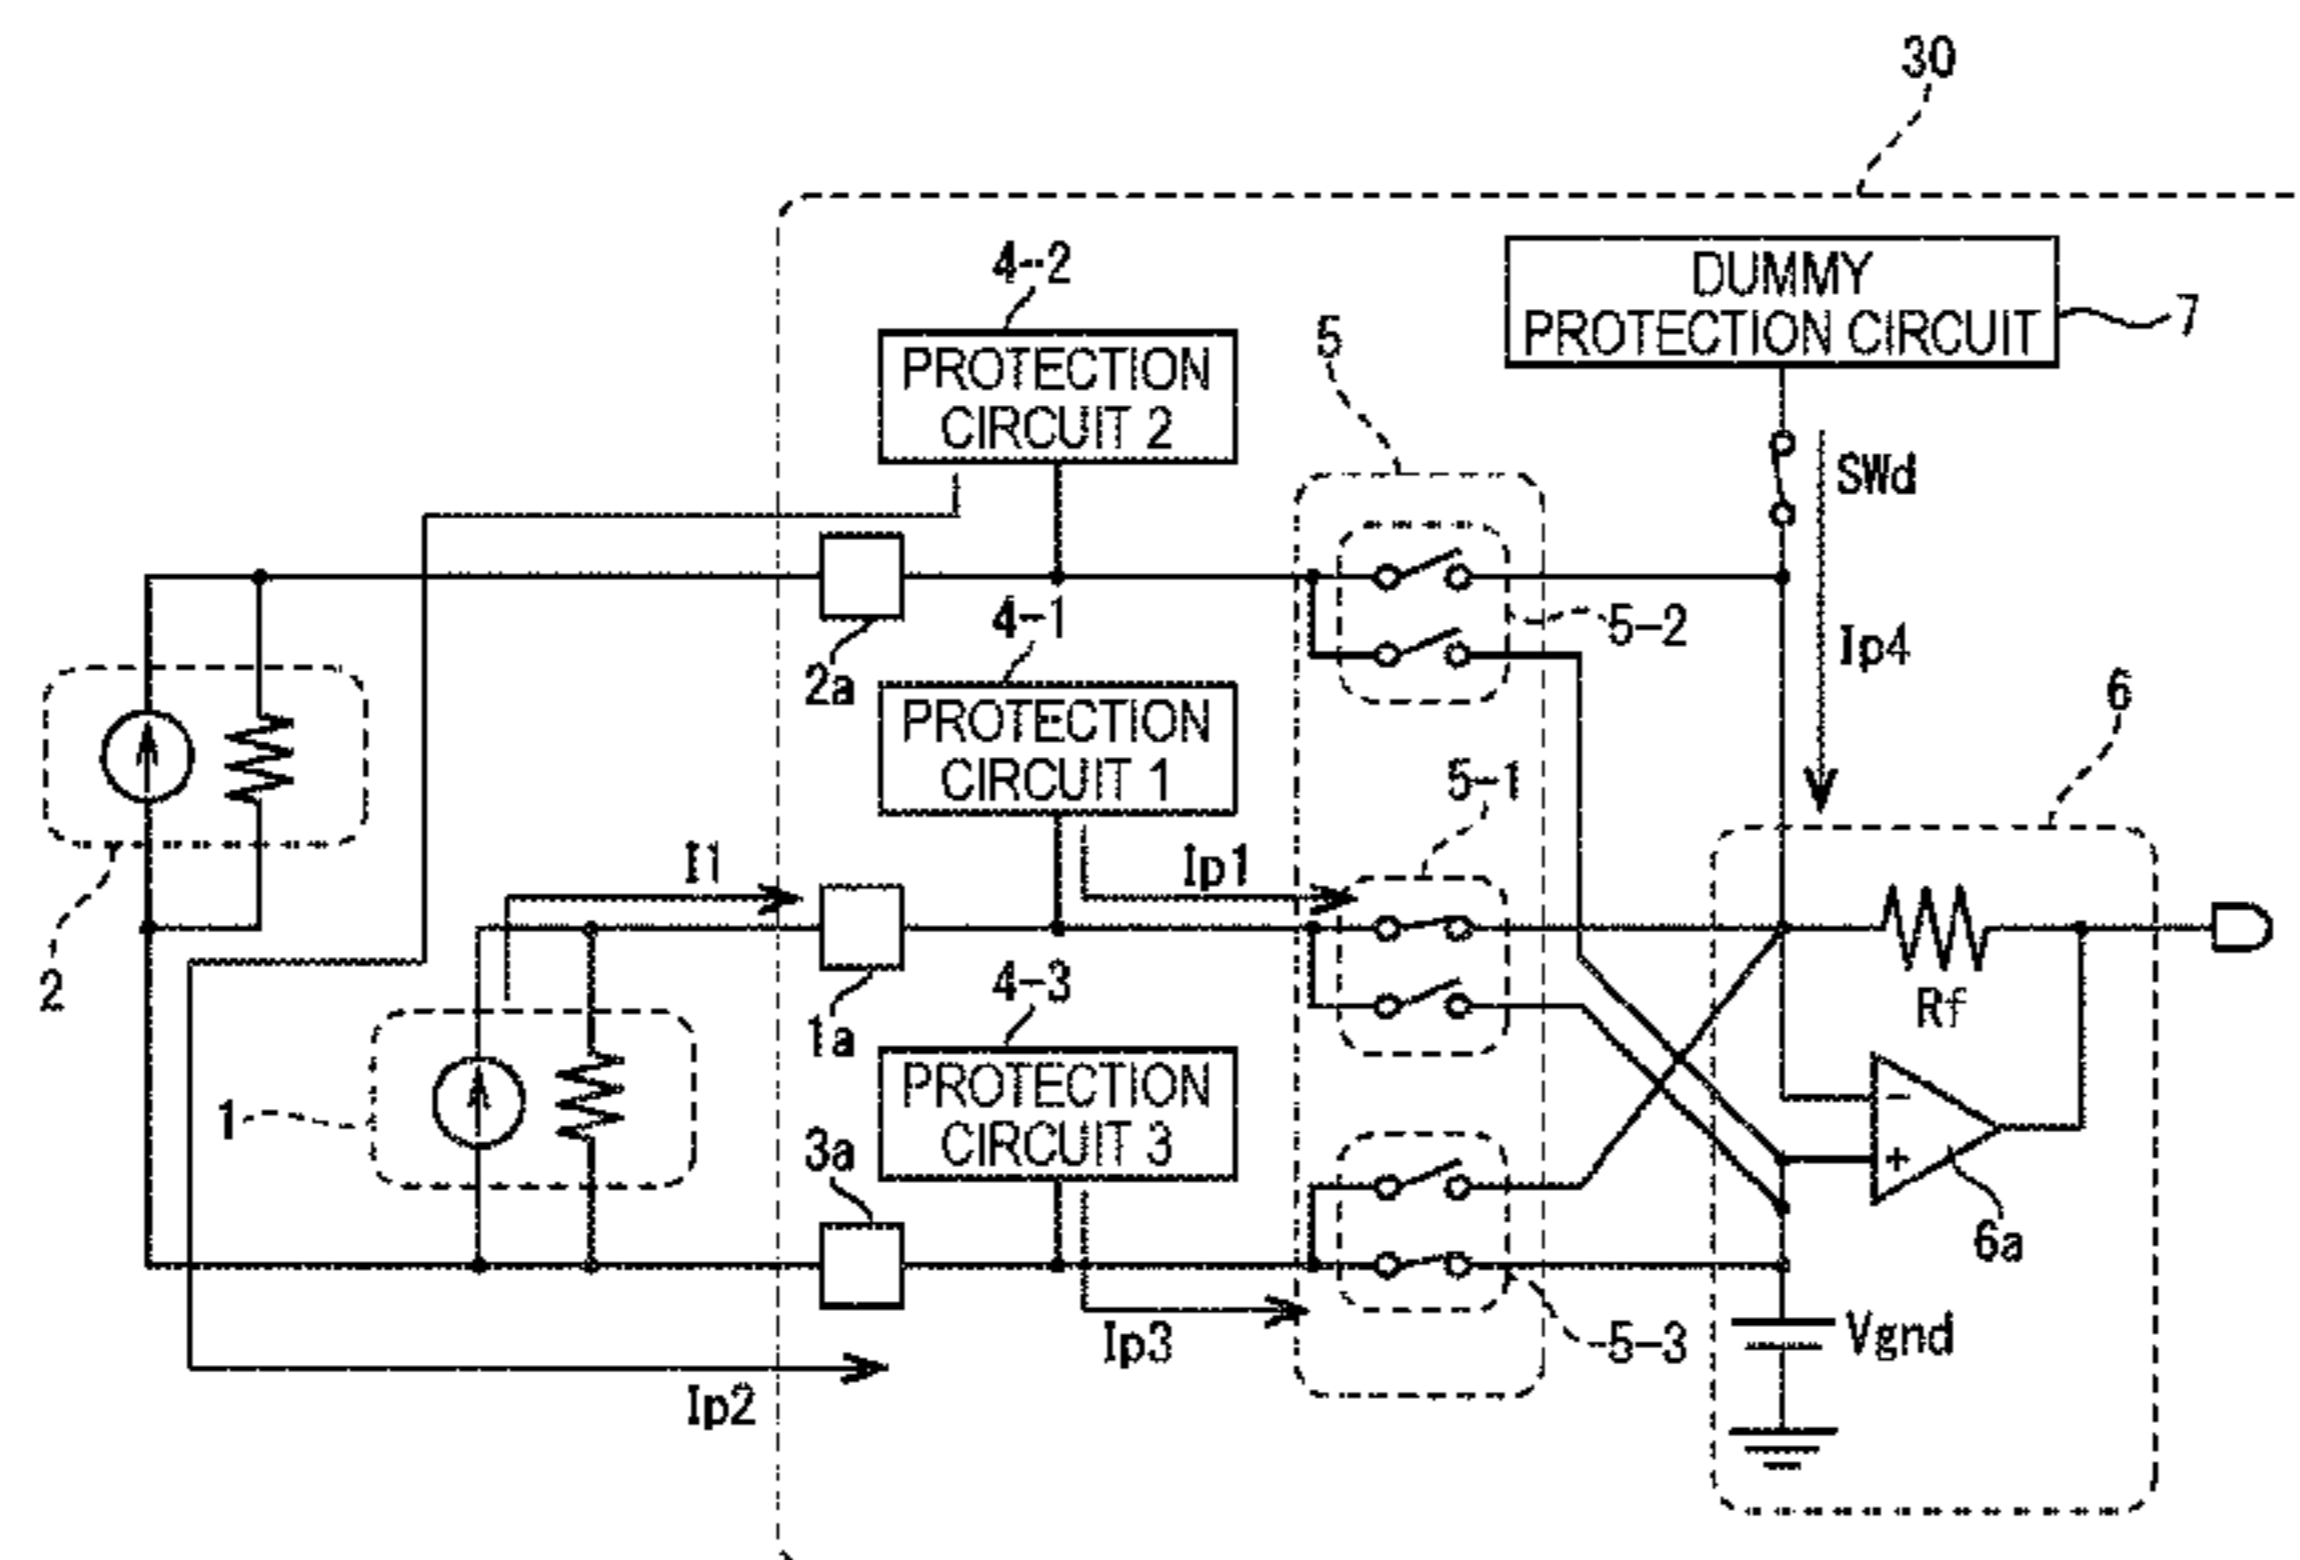 30
4-2
DUMMY
PROTECTION CIRCUIT
7
5
PROTECTION
CIRCUIT 2
SWd
2a
4-1
5-2
Ip4
6
PROTECTION
CIRCUIT 1
5-1
I1
Ip1
2
1a
4-3
Rf
PROTECTION
CIRCUIT 3
1
3a
−
+
6a
Ip3
5-3
Vgnd
Ip2